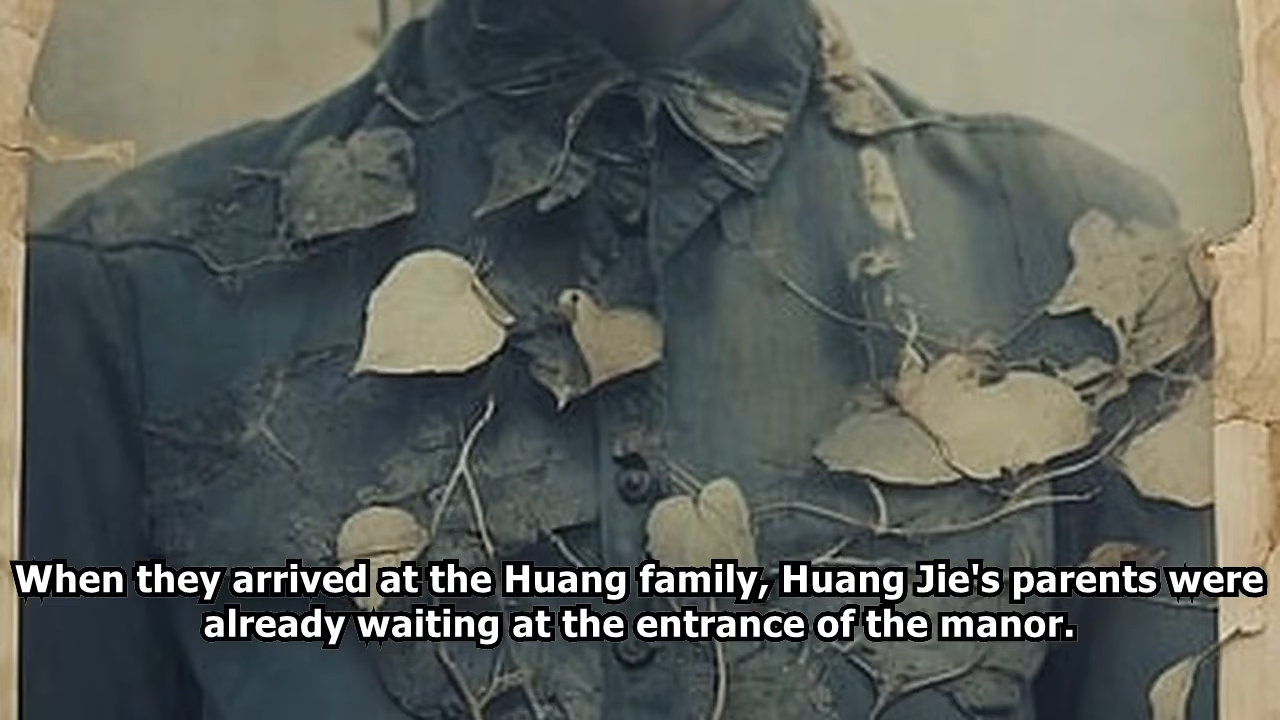 When they arrived at the Huang family, Huang Jie's parents were
already waiting at the entrance of the manor.